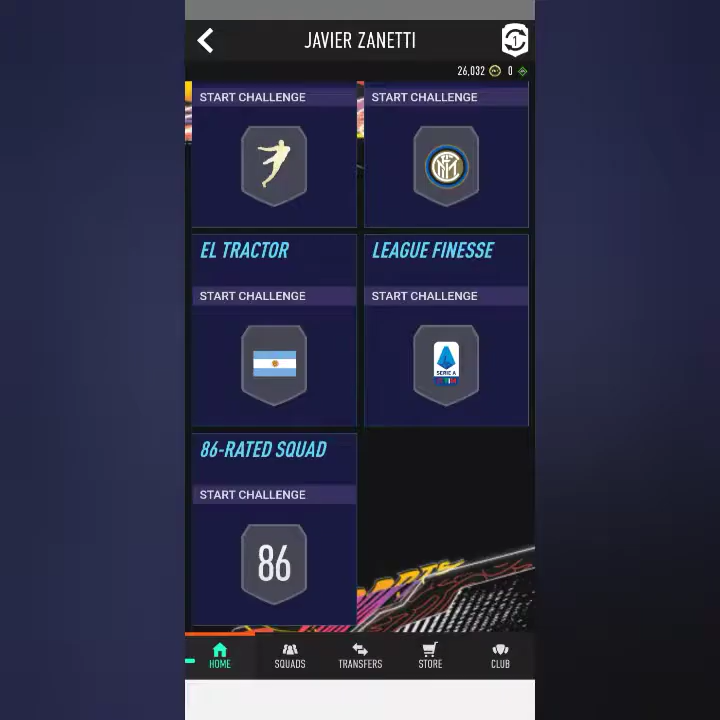 JAVIER ZANETTI
1
26,032 0
START CHALLENGE START CHALLENGE
EL TRACTOR LEAGUE FINESSE
START CHALLENGE START CHALLENGE
SERIE A
86-RATED SQUAD
START CHALLENGE
86
HOME SQUADS TRANSFERS STORE CLUB